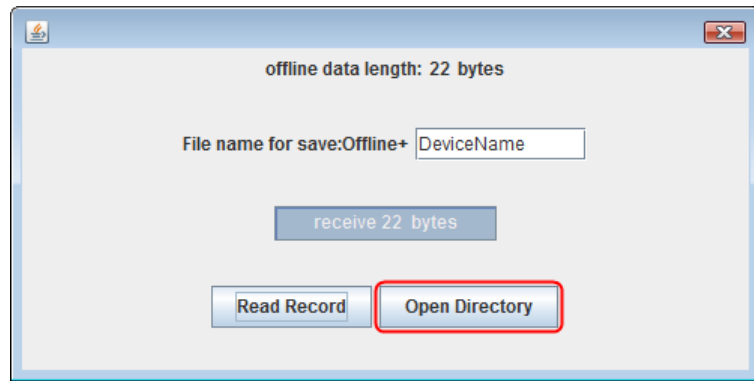 offline data length: 22 bytes
File name for save:Offline+ DeviceName
receive 22 bytes
Read Record Open Directory